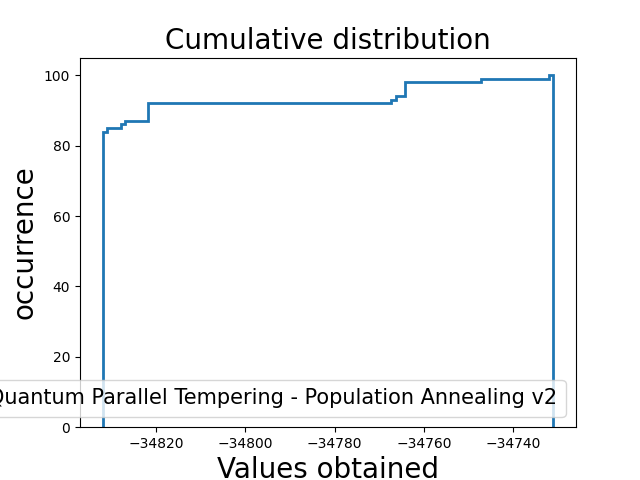 Cumulative distribution
100
80
60
40
20
0
occurrence
Quantum Parallel Tempering - Population Annealing v2
−34820
−34800
−34780
−34760
−34740
Values obtained